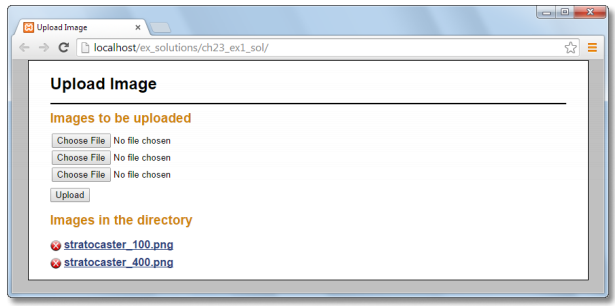 Upload Image
localhost/ex_solutions/ch23_ex1_sol/
Upload Image
Images to be uploaded
Choose File No file chosen
Choose File No file chosen
Choose File No file chosen
Upload
Images in the directory
stratocaster_100.png
stratocaster_400.png